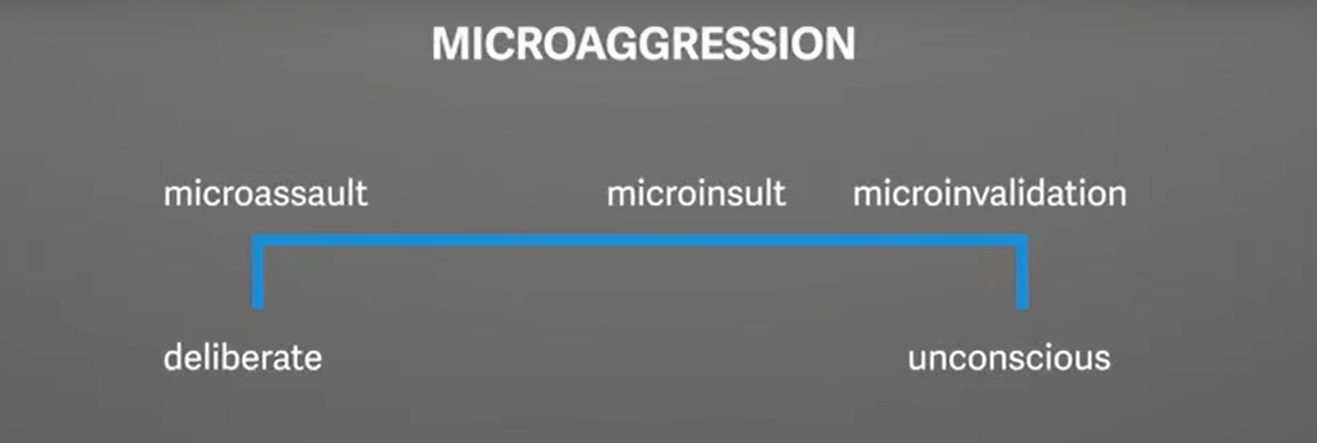 MICROAGGRESSION
microassault microinsult microinvalidation
deliberate unconscious